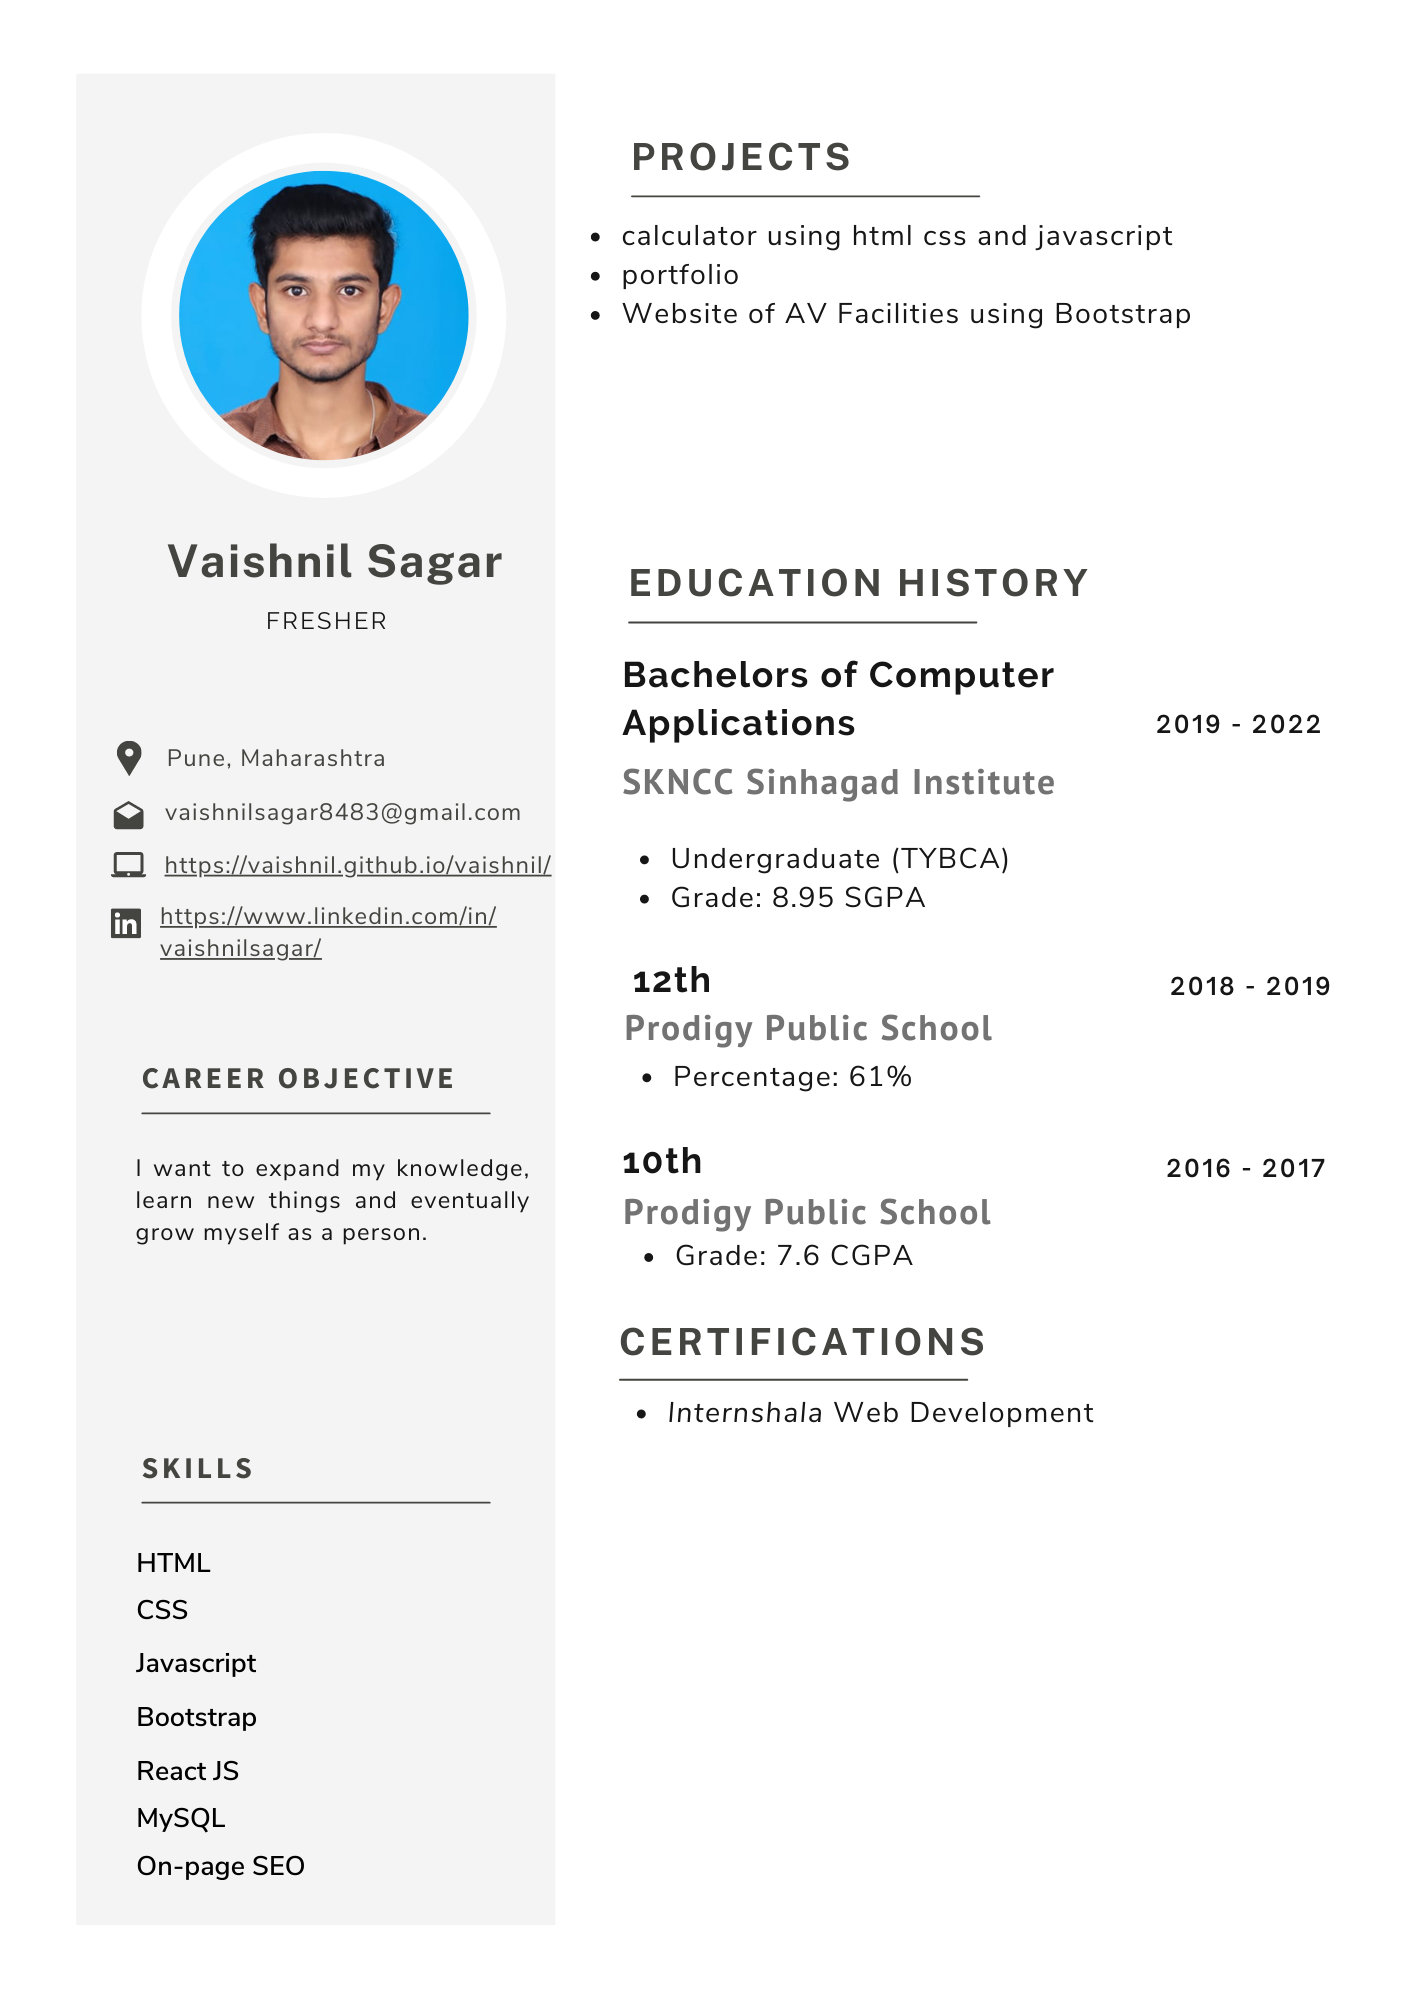 Vaishnil Sagar
FRESHER
Pune, Maharashtra
vaishnilsagar8483@gmail.com
https://vaishnil.github.io/vaishnil/
https://www.linkedin.com/in/
vaishnilsagar/
CAREER OBJECTIVE
I want to expand my knowledge,
learn new things and eventually
grow myself as a person.
SKILLS
HTML
CSS
Javascript
Bootstrap
React JS
MySQL
On-page SEO
PROJECTS
• calculator using html css and javascript
• portfolio
• Website of AV Facilities using Bootstrap
EDUCATION HISTORY
Bachelors of Computer
Applications 2019 - 2022
SKNCC Sinhagad Institute
• Undergraduate (TYBCA)
• Grade: 8.95 SGPA
12th 2018 - 2019
Prodigy Public School
• Percentage: 61%
10th 2016 - 2017
Prodigy Public School
• Grade: 7.6 CGPA
CERTIFICATIONS
• Internshala Web Development